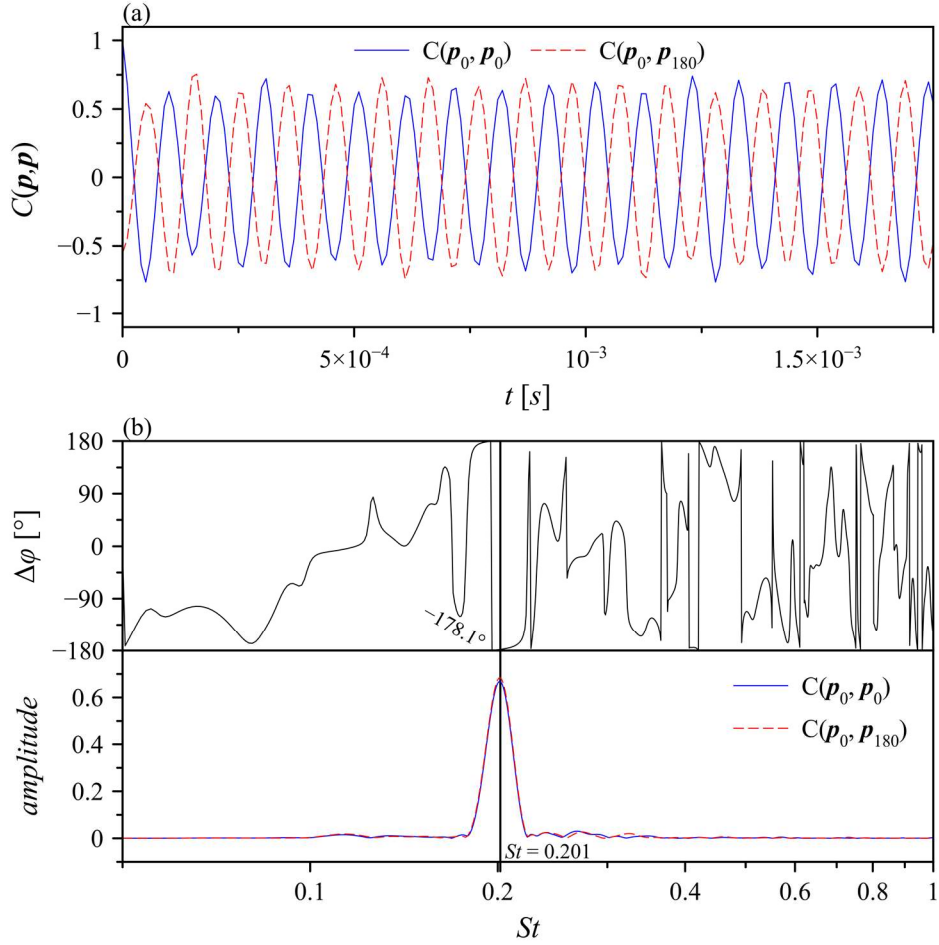 (a)
C(p,p)
1
0.5
0
−0.5
−1
C(p₀, p₀)
C(p₀, p₁₈₀)
0
5×10⁻⁴
10⁻³
1.5×10⁻³
t [s]
(b)
Δφ [°]
180
90
0
−90
−180
−178.1°
amplitude
0.6
0.4
0.2
0
C(p₀, p₀)
C(p₀, p₁₈₀)
St = 0.201
0.1
0.2
0.4
0.6
0.8
1
St